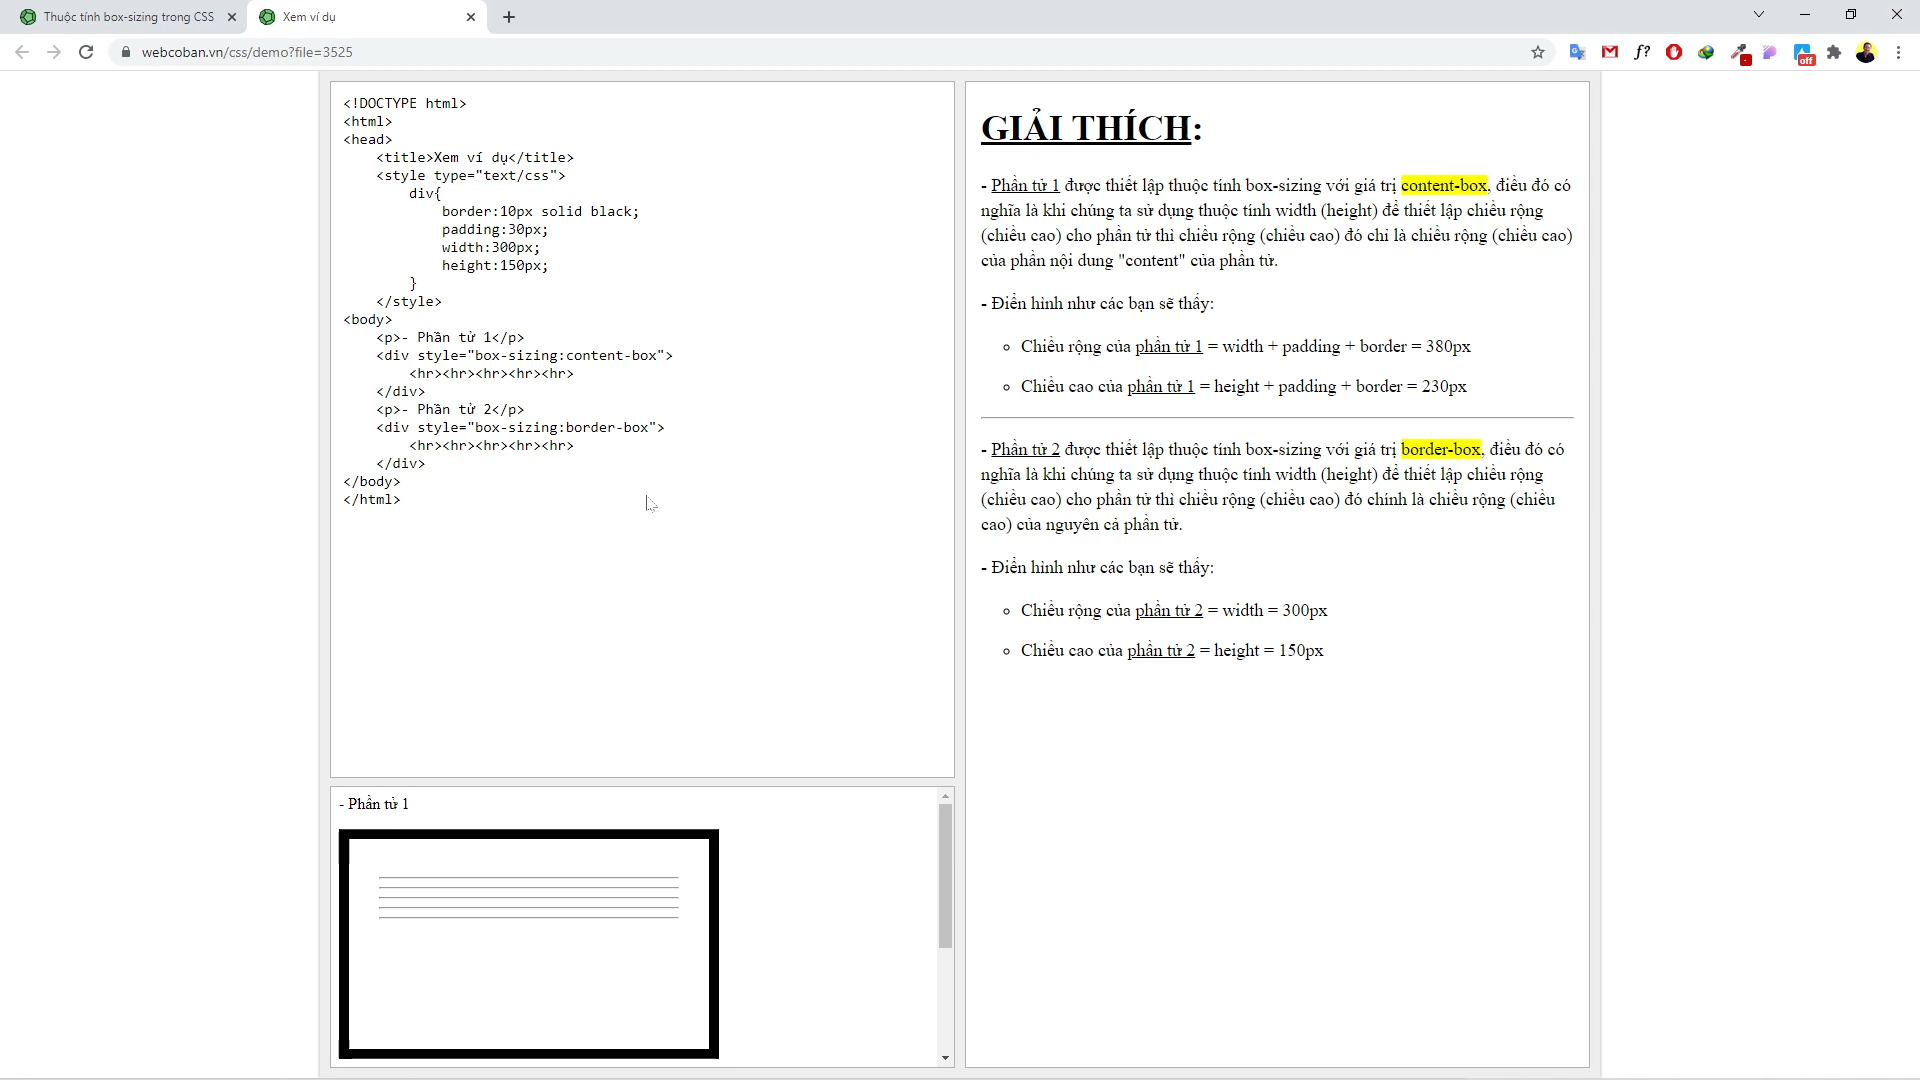 Thuộc tính box-sizing trong CSS
Xem ví dụ
webcoban.vn/css/demo?file=3525
f?
off
<!DOCTYPE html>
<html>
<head>
<title>Xem ví dụ</title>
<style type="text/css">
div{
border:10px solid black;
padding:30px;
width:300px;
height:150px;
}
</style>
<body>
<p>- Phần tử 1</p>
<div style="box-sizing:content-box">
<hr><hr><hr><hr><hr>
</div>
<p>- Phần tử 2</p>
<div style="box-sizing:border-box">
<hr><hr><hr><hr><hr>
</div>
</body>
</html>
- Phần tử 1
GIẢI THÍCH:
- Phần tử 1 được thiết lập thuộc tính box-sizing với giá trị content-box, điều đó có
nghĩa là khi chúng ta sử dụng thuộc tính width (height) để thiết lập chiều rộng
(chiều cao) cho phần tử thì chiều rộng (chiều cao) đó chỉ là chiều rộng (chiều cao)
của phần nội dung "content" của phần tử.
- Điển hình như các bạn sẽ thấy:
Chiều rộng của phần tử 1 = width + padding + border = 380px
Chiều cao của phần tử 1 = height + padding + border = 230px
- Phần tử 2 được thiết lập thuộc tính box-sizing với giá trị border-box, điều đó có
nghĩa là khi chúng ta sử dụng thuộc tính width (height) để thiết lập chiều rộng
(chiều cao) cho phần tử thì chiều rộng (chiều cao) đó chính là chiều rộng (chiều
cao) của nguyên cả phần tử.
- Điển hình như các bạn sẽ thấy:
Chiều rộng của phần tử 2 = width = 300px
Chiều cao của phần tử 2 = height = 150px